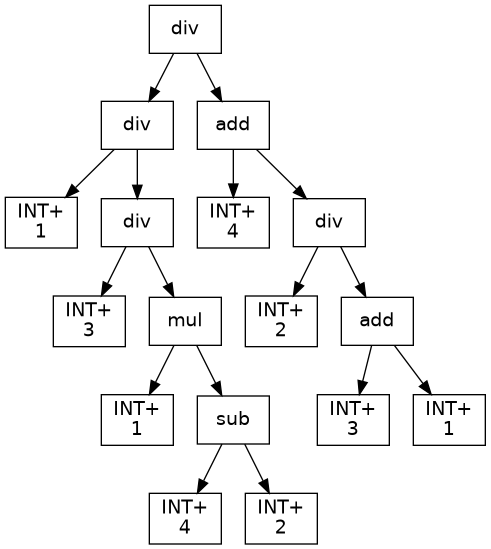 div
div
add
INT+
1
div
INT+
4
div
INT+
3
mul
INT+
2
add
INT+
1
sub
INT+
3
INT+
1
INT+
4
INT+
2